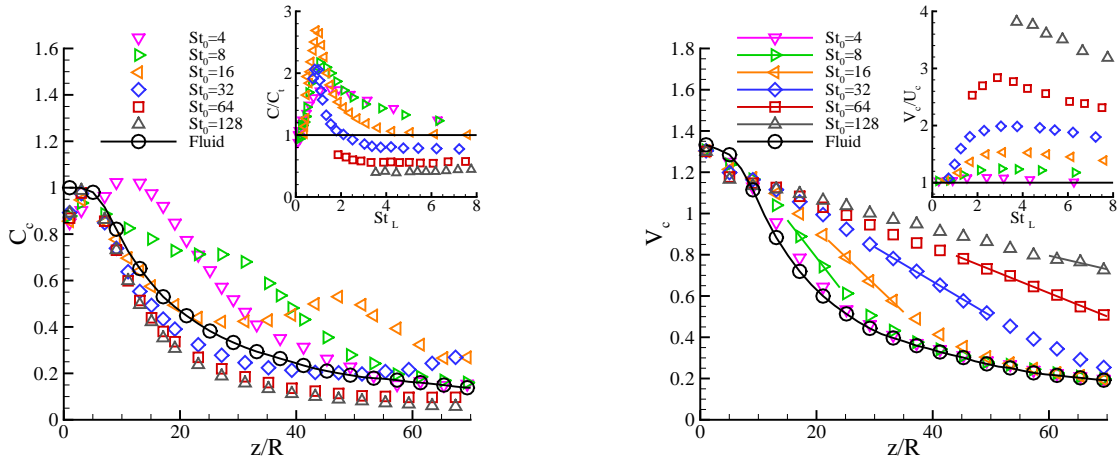 C_c
1.6
1.4
1.2
1
0.8
0.6
0.4
0.2
0
0 20 40 60
z/R
St_0=4
St_0=8
St_0=16
St_0=32
St_0=64
St_0=128
Fluid
C/C_t
3
2
1
0
0 2 4 6 8
St_L
V_c
1.8
1.6
1.4
1.2
1
0.8
0.6
0.4
0.2
0
0 20 40 60
z/R
St_0=4
St_0=8
St_0=16
St_0=32
St_0=64
St_0=128
Fluid
V_c/U_c
4
3
2
1
0 2 4 6 8
St_L